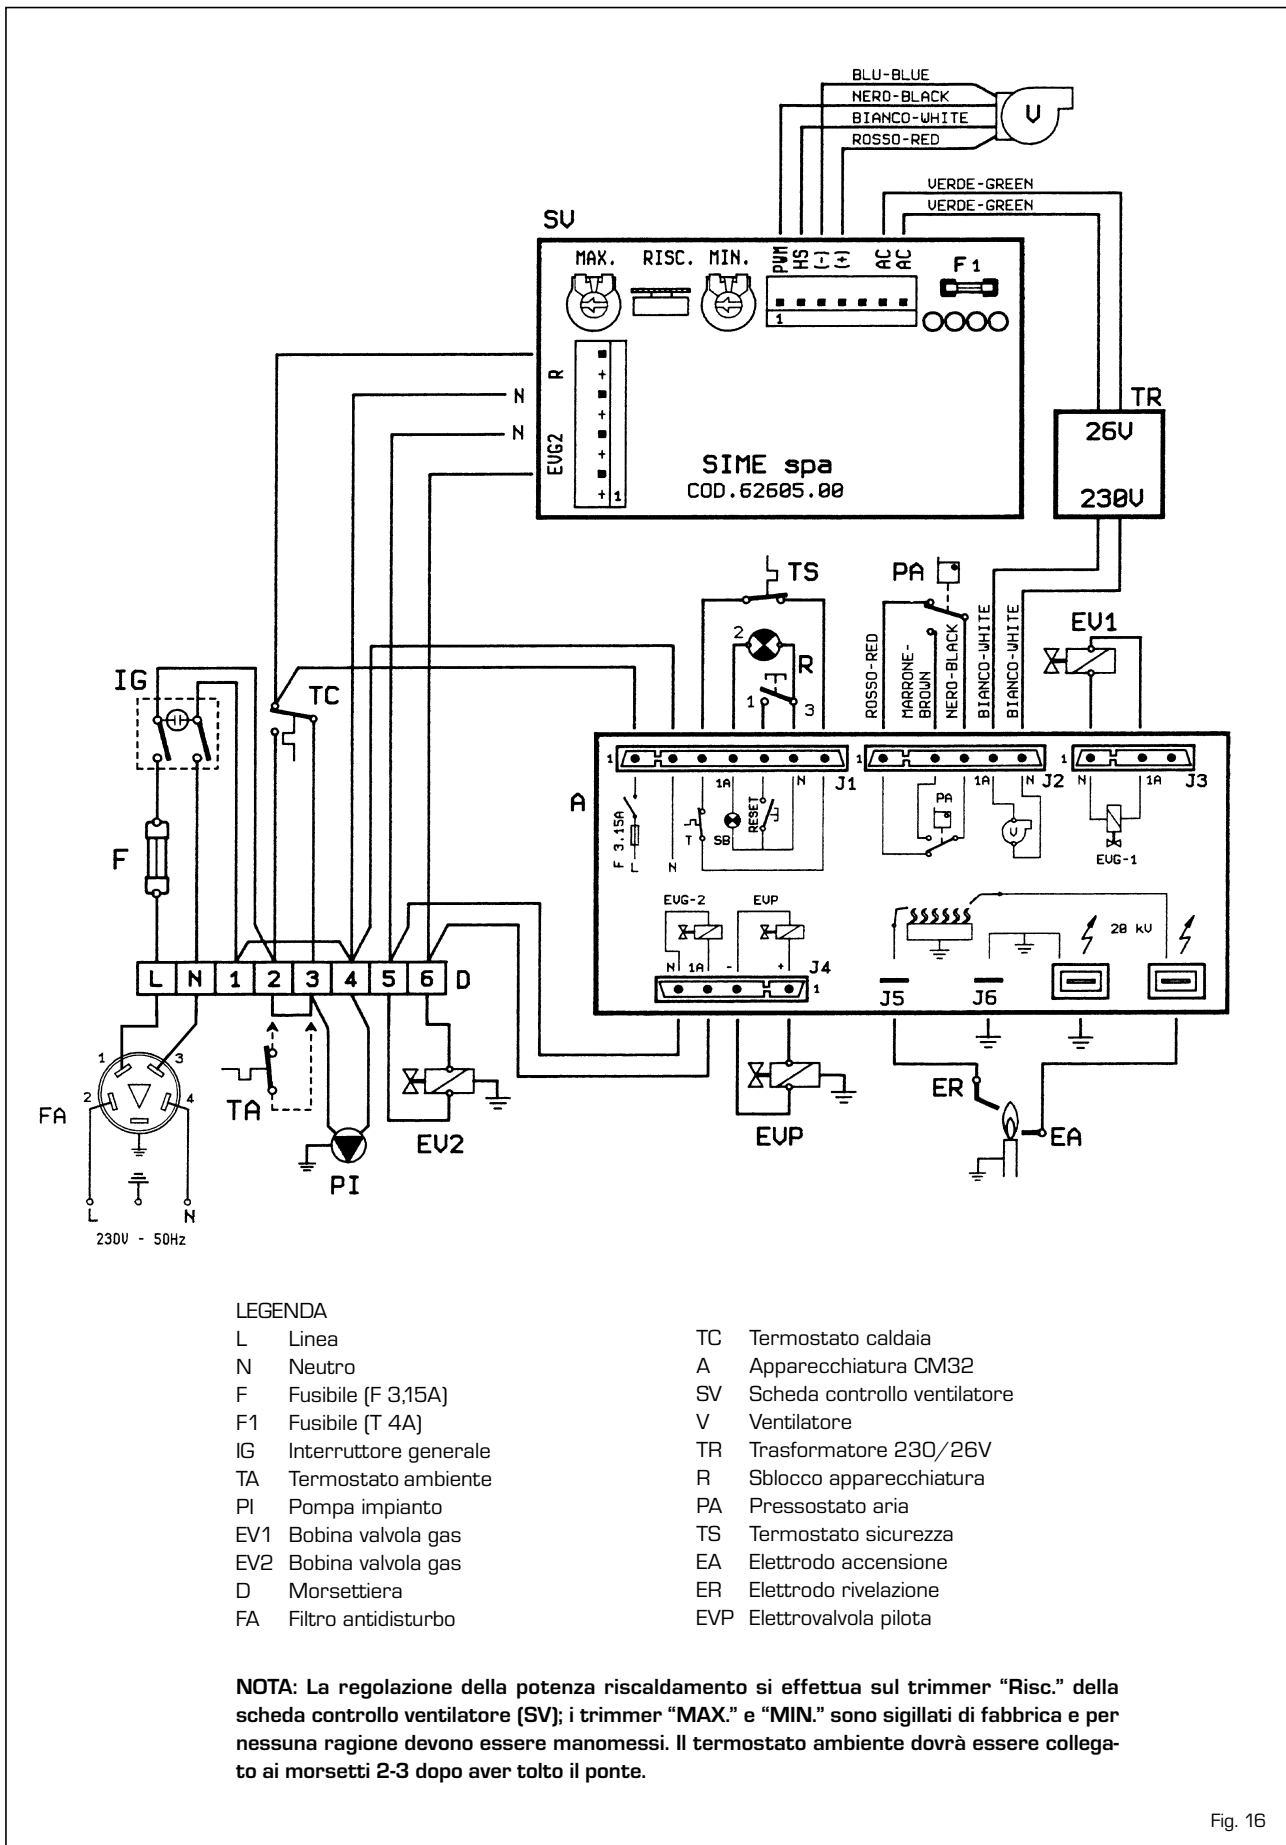 BLU-BLUE
NERO-BLACK
BIANCO-WHITE
ROSSO-RED
V
VERDE-GREEN
VERDE-GREEN
SV
MAX.
RISC.
MIN.
PWM
HS
(-)
(+)
AC
AC
F1
1
R
+
N
+
N
EVG2
+
+ 1
SIME spa
COD.62605.00
TR
26V
230V
TS
PA
2
R
1
3
ROSSO-RED
MARRONE-
BROWN
NERO-BLACK
BIANCO-WHITE
BIANCO-WHITE
EV1
IG
TC
A
1
1A
N
J1
1
1A
N
J2
1
N
1A
J3
F 3.15A
L
N
T
SB
RESET
PA
V
EVG-1
F
EVG-2
EVP
N
1A
-
+
J4
1
20 kV
J5
J6
L N 1 2 3 4 5 6 D
1
3
2
4
FA
TA
PI
EV2
EVP
ER
EA
L
N
230V - 50Hz
LEGENDA
L Linea
N Neutro
F Fusibile (F 3,15A)
F1 Fusibile (T 4A)
IG Interruttore generale
TA Termostato ambiente
PI Pompa impianto
EV1 Bobina valvola gas
EV2 Bobina valvola gas
D Morsettiera
FA Filtro antidisturbo
TC Termostato caldaia
A Apparecchiatura CM32
SV Scheda controllo ventilatore
V Ventilatore
TR Trasformatore 230/26V
R Sblocco apparecchiatura
PA Pressostato aria
TS Termostato sicurezza
EA Elettrodo accensione
ER Elettrodo rivelazione
EVP Elettrovalvola pilota
NOTA: La regolazione della potenza riscaldamento si effettua sul trimmer “Risc.” della
scheda controllo ventilatore (SV); i trimmer “MAX.” e “MIN.” sono sigillati di fabbrica e per
nessuna ragione devono essere manomessi. Il termostato ambiente dovrà essere collega-
to ai morsetti 2-3 dopo aver tolto il ponte.
Fig. 16